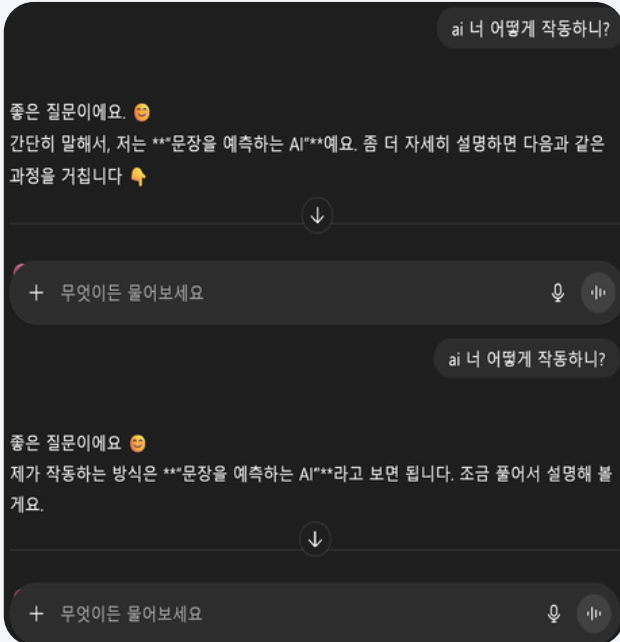 ai 너 어떻게 작동하니?
좋은 질문이에요. 😊
간단히 말해서, 저는 **"문장을 예측하는 AI"**예요. 좀 더 자세히 설명하면 다음과 같은
과정을 거칩니다 👇
무엇이든 물어보세요
ai 너 어떻게 작동하니?
좋은 질문이에요 😊
제가 작동하는 방식은 **"문장을 예측하는 AI"**라고 보면 됩니다. 조금 풀어서 설명해 볼
게요.
무엇이든 물어보세요